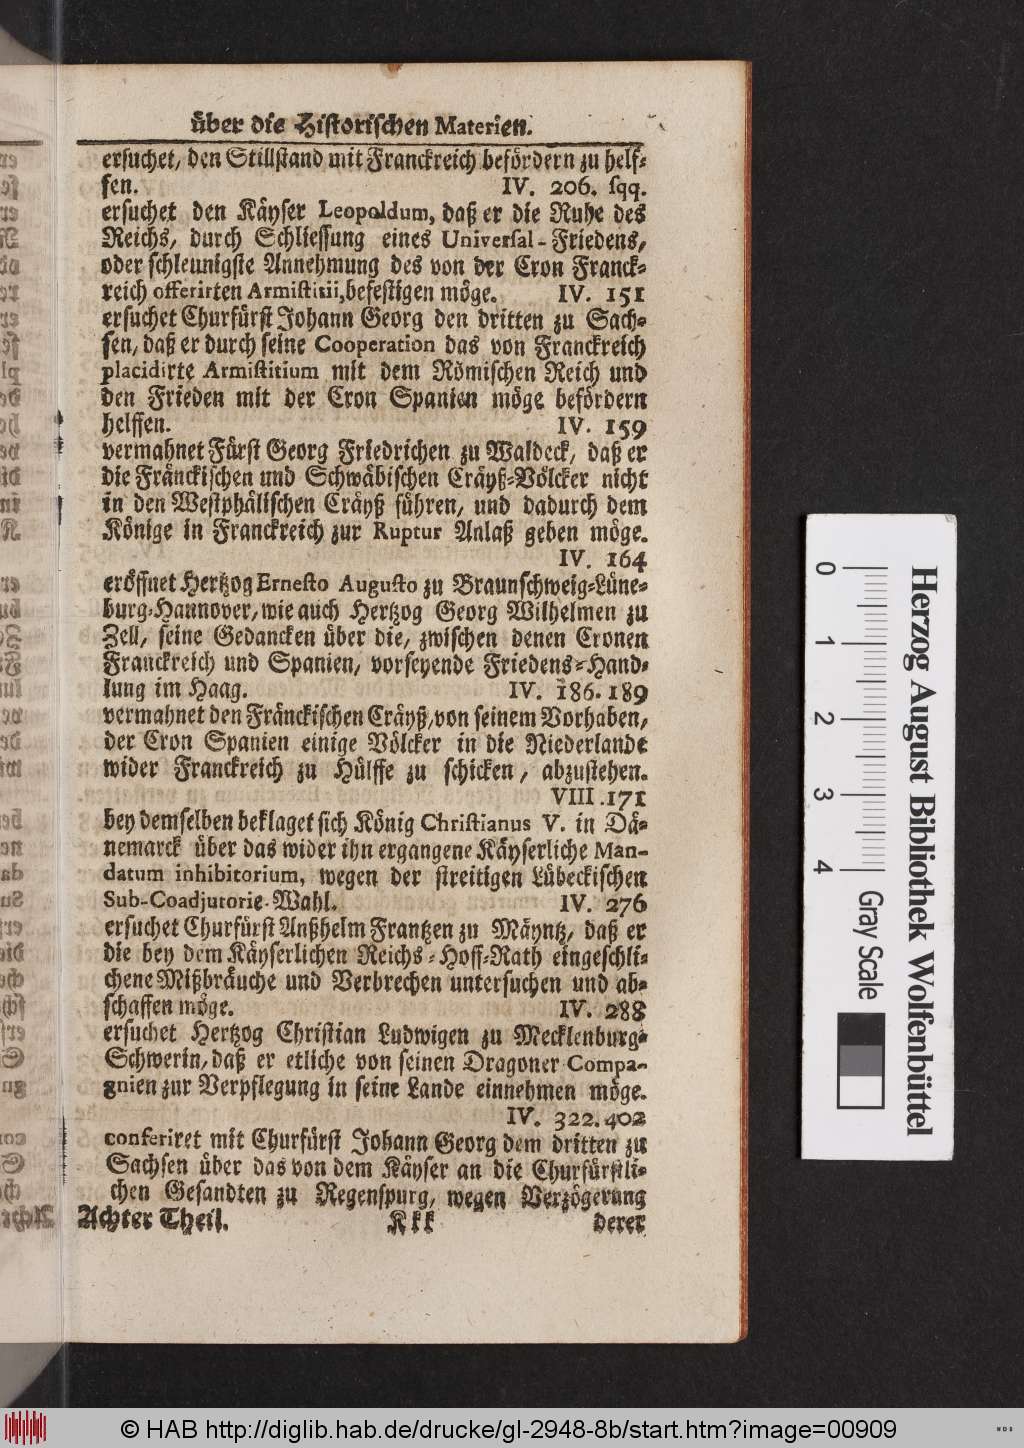 über die Historischen Materien.
ersuchet, den Stillstand mit Franckreich befördern zu helf-
fen. IV. 206. sqq.
ersuchet den Käyser Leopoldum, daß er die Ruhe des
Reichs, durch Schliessung eines Universal-Friedens,
oder schleunigste Annehmung des von der Cron Franck-
reich offerirten Armistitii, befestigen möge. IV. 151
ersuchet Churfürst Johann Georg den dritten zu Sach-
sen, daß er durch seine Cooperation das von Franckreich
placidirte Armistitium mit dem Römischen Reich und
den Frieden mit der Cron Spanien möge befördern
helffen. IV. 159
vermahnet Fürst Georg Friedrichen zu Waldeck, daß er
die Fränckischen und Schwäbischen Cräyß-Völcker nicht
in den Westphälischen Cräyß führen, und dadurch dem
Könige in Franckreich zur Ruptur Anlaß geben möge.
IV. 164
eröffnet Hertzog Ernesto Augusto zu Braunschweig-Lüne-
burg-Hannover, wie auch Hertzog Georg Wilhelmen zu
Zell, seine Gedancken über die, zwischen denen Cronen
Franckreich und Spanien, vorseyende Friedens-Hand-
lung im Haag. IV. 186. 189
vermahnet den Fränckischen Cräyß, von seinem Vorhaben,
der Cron Spanien einige Völcker in die Niederlande
wider Franckreich zu Hülffe zu schicken, abzustehen.
VIII. 171
bey demselben beklaget sich König Christianus V. in Dä-
nemarck über das wider ihn ergangene Käyserliche Man-
datum inhibitorium, wegen der streitigen Lübeckischen
Sub-Coadjutorie-Wahl. IV. 276
ersuchet Churfürst Anßhelm Frantzen zu Mäyntz, daß er
die bey dem Käyserlichen Reichs-Hoff-Rath eingeschli-
chene Mißbräuche und Verbrechen untersuchen und ab-
schaffen möge. IV. 288
ersuchet Hertzog Christian Ludwigen zu Mecklenburg-
Schwerin, daß er etliche von seinen Dragoner Compa-
gnien zur Verpflegung in seine Lande einnehmen möge.
IV. 322. 402
conferiret mit Churfürst Johann Georg dem dritten zu
Sachsen über das von dem Käyser an die Churfürstli-
chen Gesandten zu Regenspurg, wegen Verzögerung
Achter Theil. Kkk derer
0 1 2 3 4
Gray Scale
Herzog August Bibliothek Wolfenbüttel
© HAB http://diglib.hab.de/drucke/gl-2948-8b/start.htm?image=00909